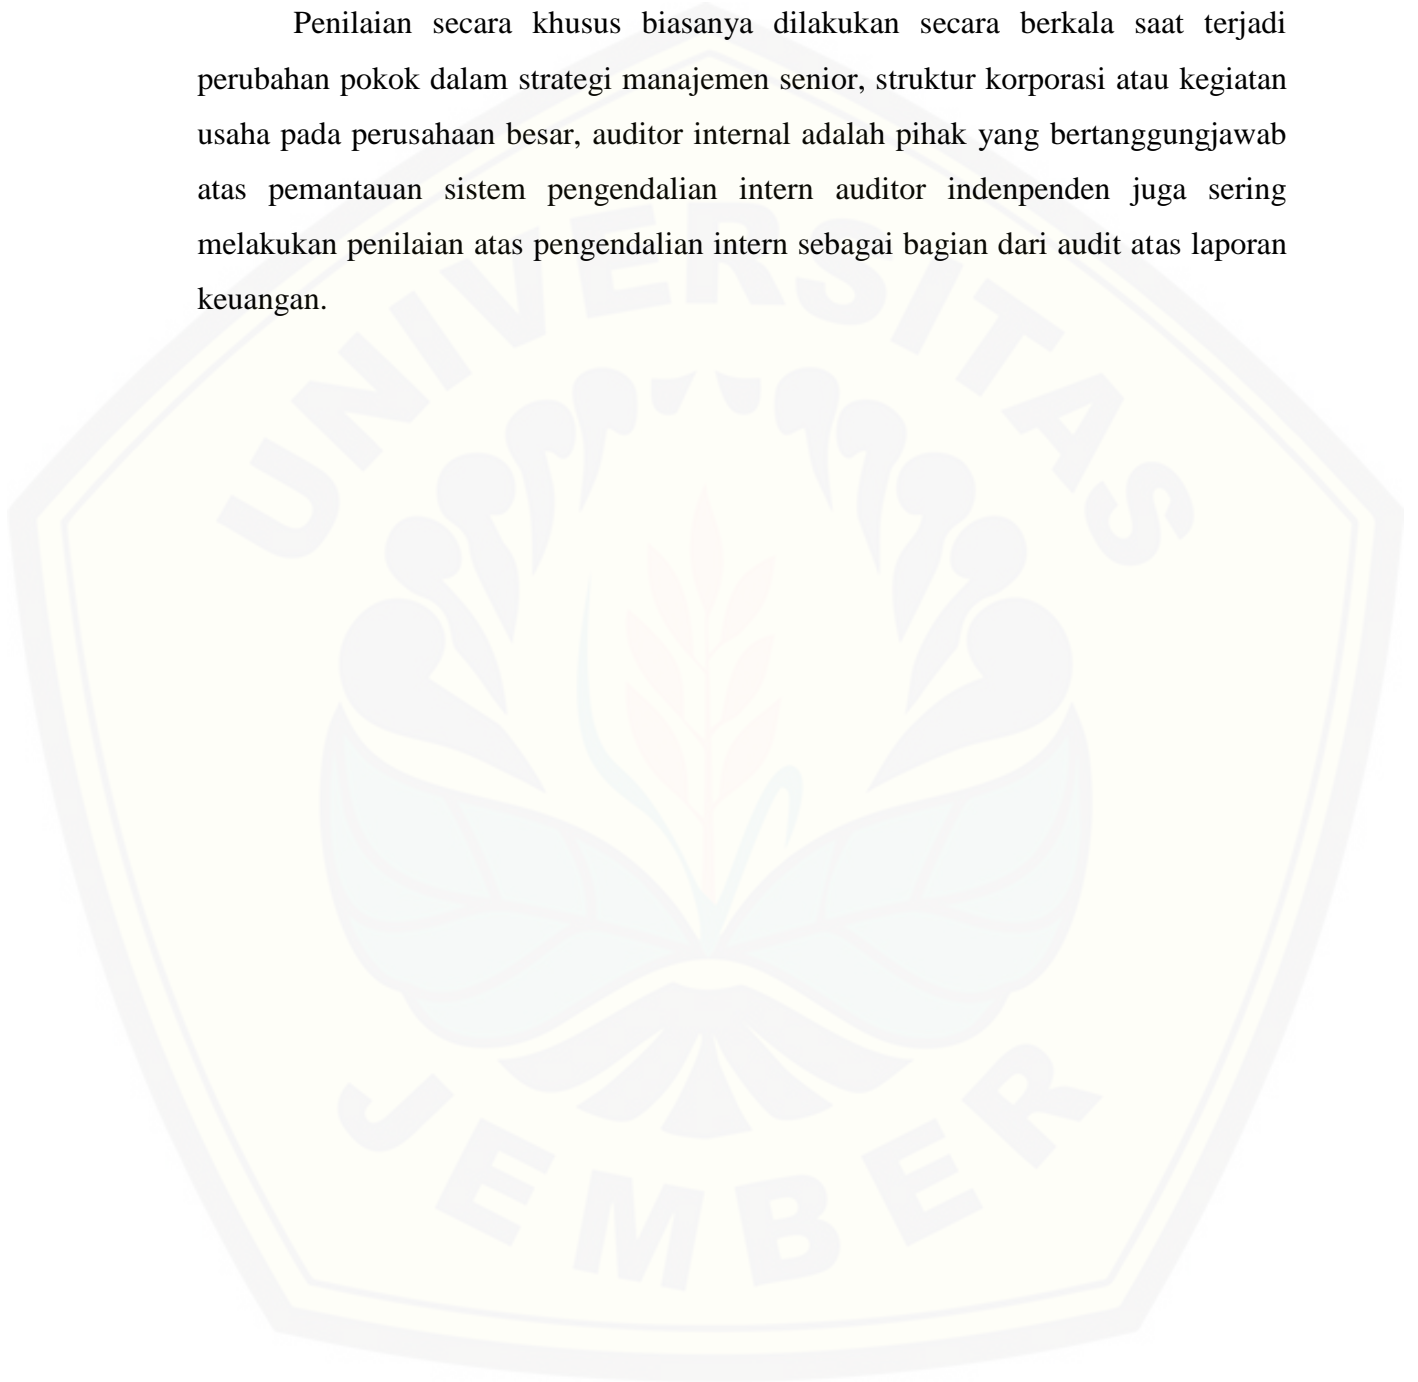 Penilaian secara khusus biasanya dilakukan secara berkala saat terjadi
perubahan pokok dalam strategi manajemen senior, struktur korporasi atau kegiatan
usaha pada perusahaan besar, auditor internal adalah pihak yang bertanggungjawab
atas pemantauan sistem pengendalian intern auditor indenpenden juga sering
melakukan penilaian atas pengendalian intern sebagai bagian dari audit atas laporan
keuangan.
UNIVERSITAS
JEMBER